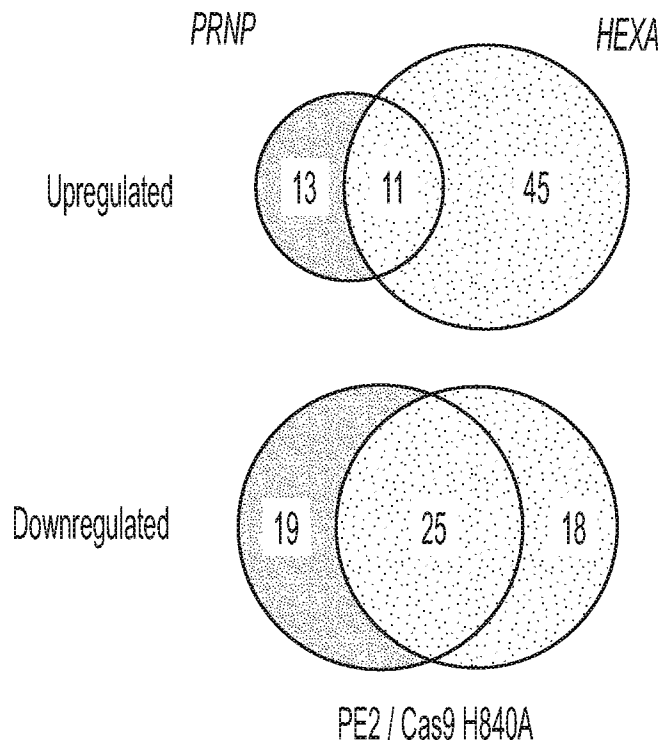 PRNP
HEXA
Upregulated
13
11
45
Downregulated
19
25
18
PE2 / Cas9 H840A